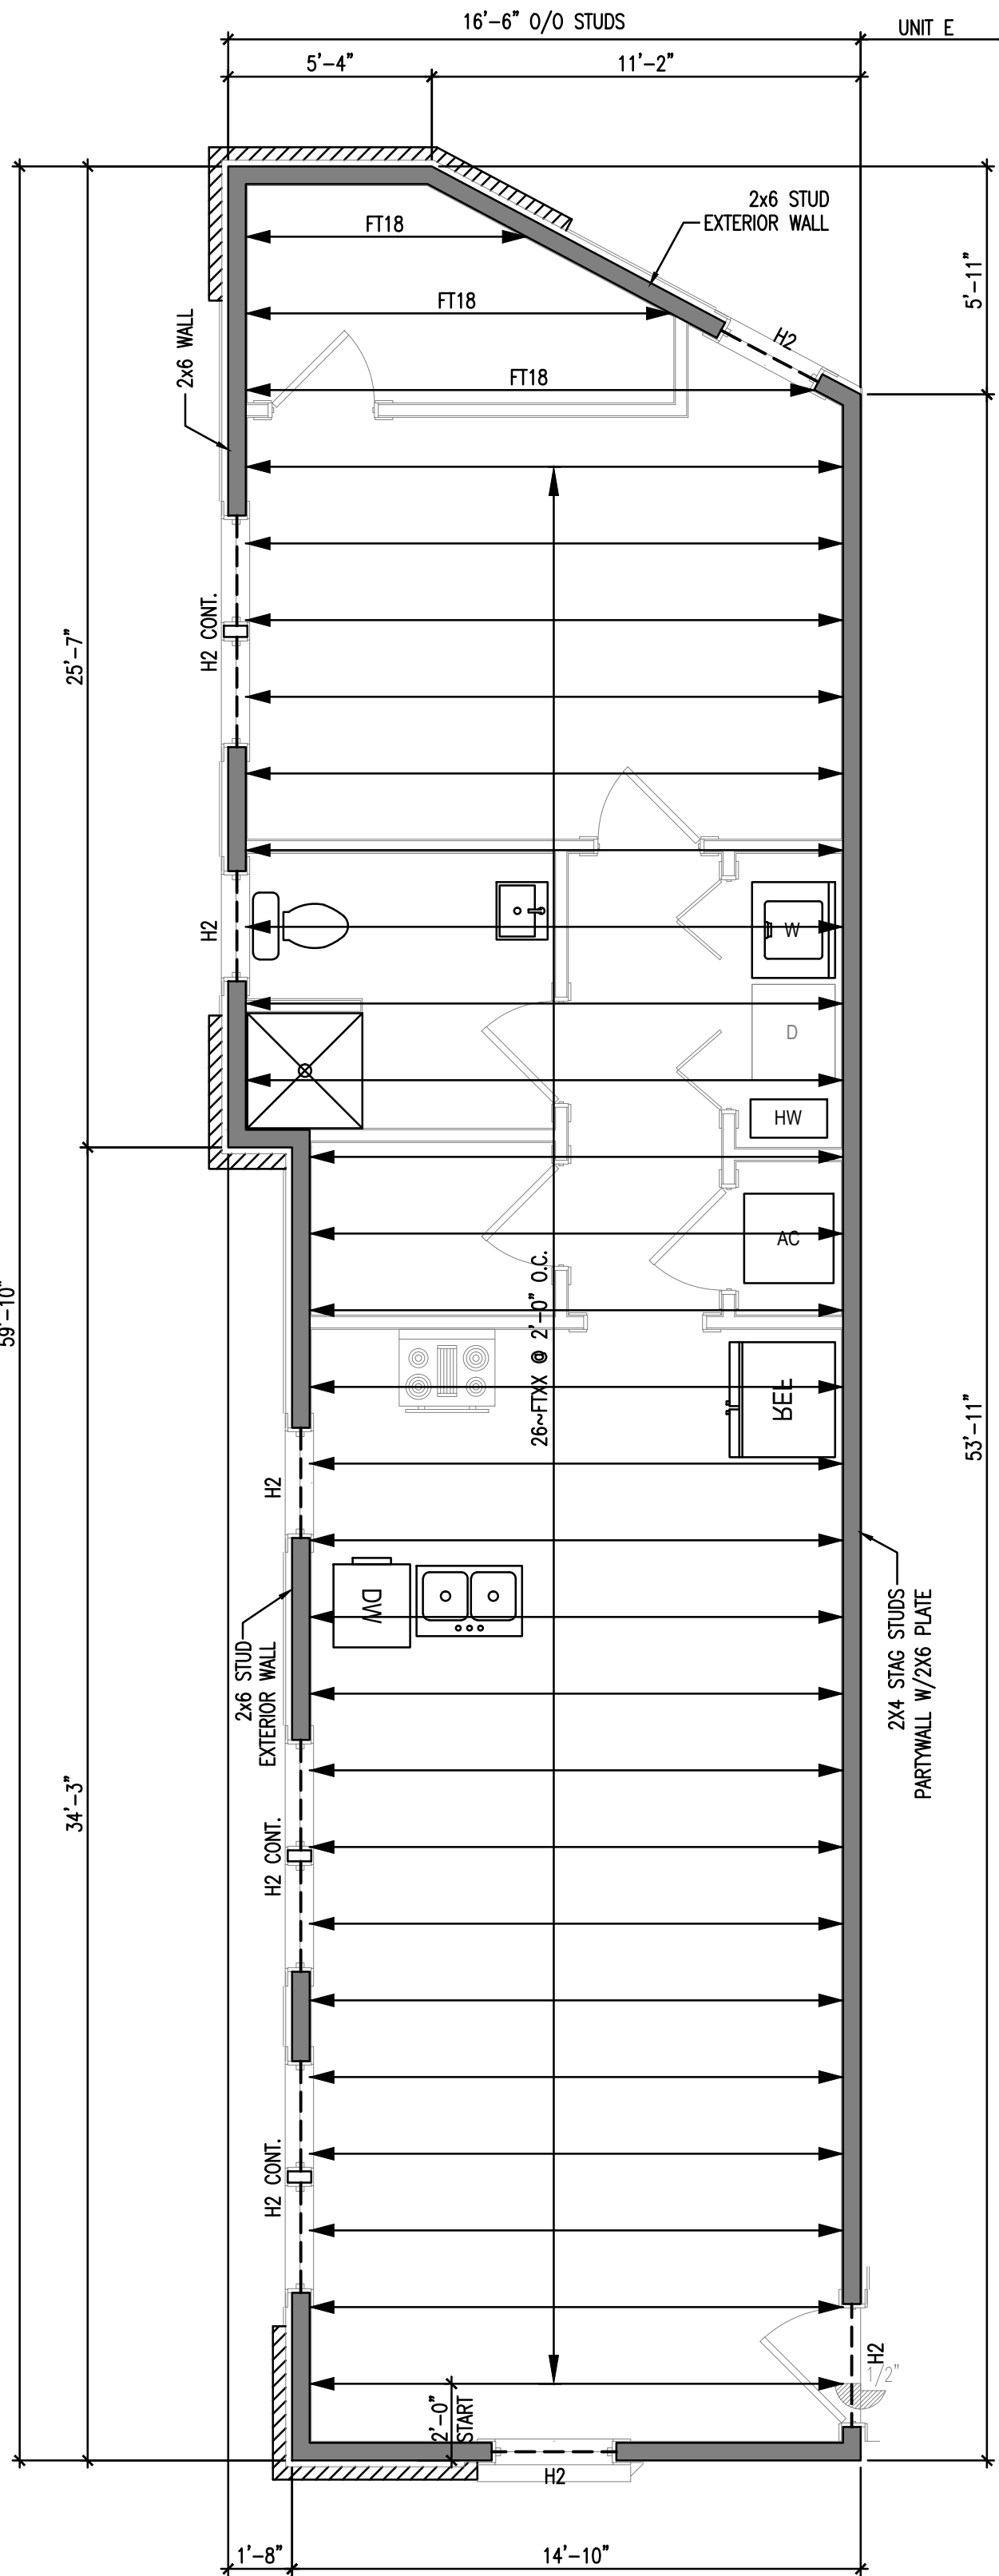 16'-6" O/O STUDS
UNIT E
5'-4"
11'-2"
2x6 STUD
EXTERIOR WALL
FT18
5'-11"
FT18
H2
2x6 WALL
FT18
H2 CONT.
25'-7"
H2
W
D
HW
AC
59'-10"
26~FTXX @ 2'-0" O.C.
REF
53'-11"
H2
DW
2x6 STUD
EXTERIOR WALL
2X4 STAG STUDS
PARTYWALL W/2X6 PLATE
34'-3"
H2 CONT.
H2 CONT.
H2
1/2"
2'-0"
START
H2
1'-8"
14'-10"